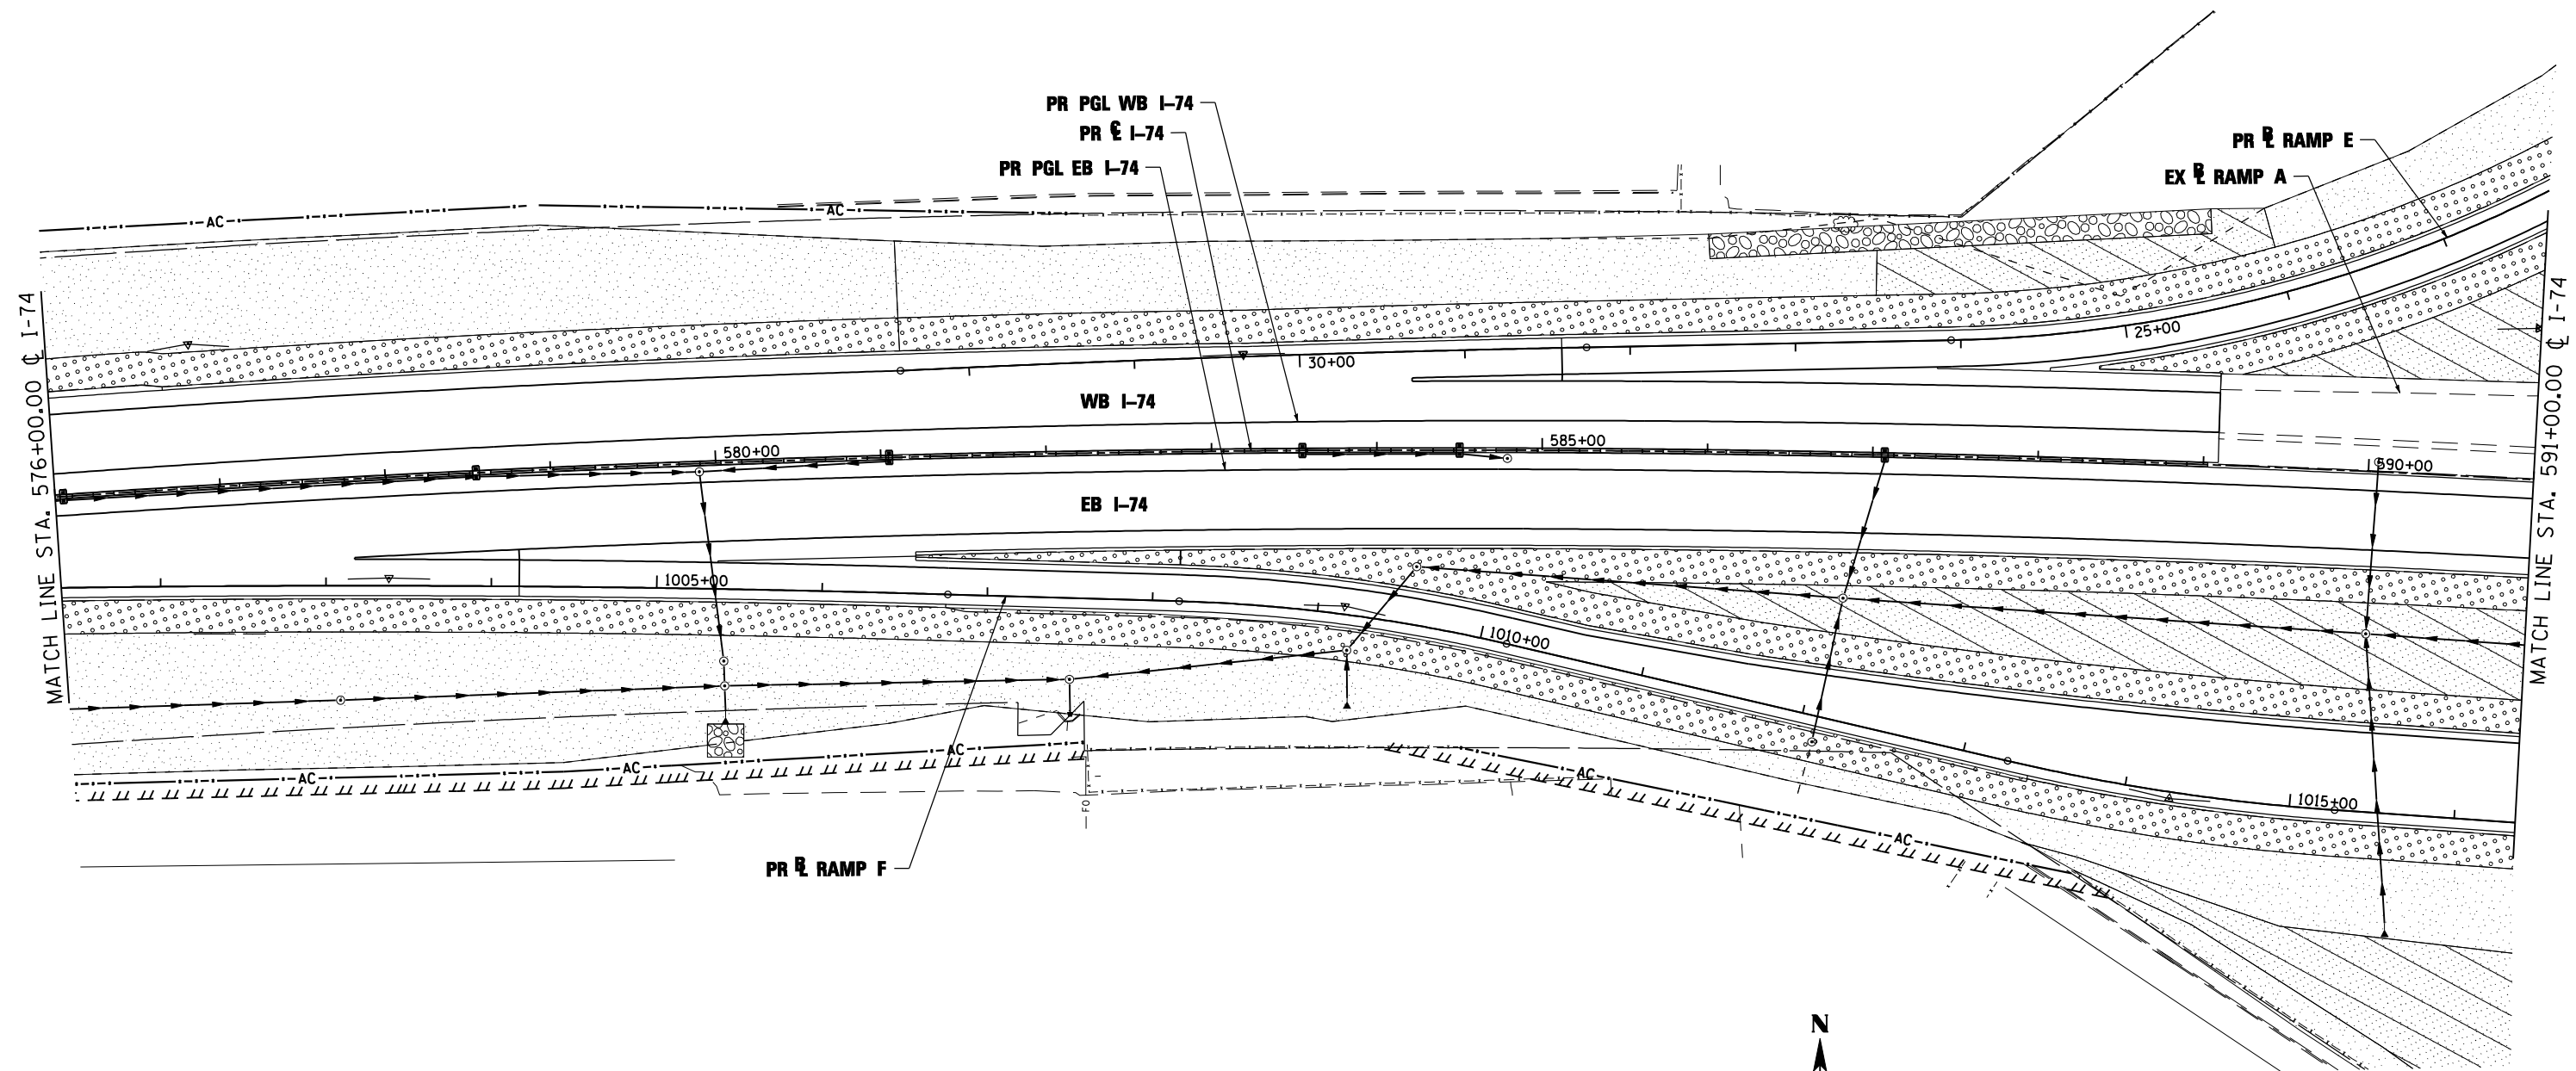 PR PGL WB I-74
PR ℄ I-74
PR PGL EB I-74
PR BL RAMP E
EX BL RAMP A
AC
AC
MATCH LINE STA. 576+00.00 ℄ I-74
MATCH LINE STA. 591+00.00 ℄ I-74
25+00
30+00
WB I-74
580+00
585+00
590+00
EB I-74
1005+00
1010+00
1015+00
AC
AC
AC
AC
AC
FO
PR BL RAMP F
N